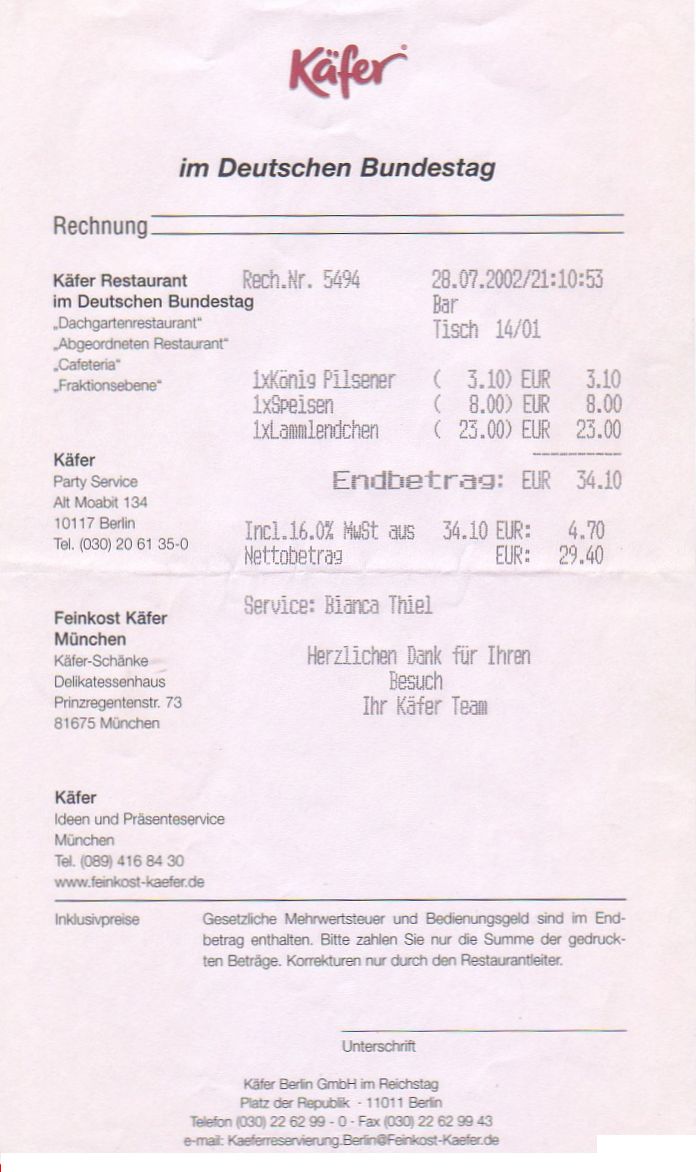 Käfer
im Deutschen Bundestag
Rechnung
Käfer Restaurant
im Deutschen Bundestag
„Dachgartenrestaurant“
„Abgeordneten Restaurant“
„Cafeteria“
„Fraktionsebene“
Käfer
Party Service
Alt Moabit 134
10117 Berlin
Tel. (030) 20 61 35-0
Feinkost Käfer
München
Käfer-Schänke
Delikatessenhaus
Prinzregentenstr. 73
81675 München
Käfer
Ideen und Präsenteservice
München
Tel. (089) 416 84 30
www.feinkost-kaefer.de
Rech.Nr. 5494 28.07.2002/21:10:53
Bar
Tisch 14/01
1xKönig Pilsener ( 3.10) EUR 3.10
1xSpeisen ( 8.00) EUR 8.00
1xLammlendchen ( 23.00) EUR 23.00
Endbetrag: EUR 34.10
Incl.16.0% MwSt aus 34.10 EUR: 4.70
Nettobetrag EUR: 29.40
Service: Bianca Thiel
Herzlichen Dank für Ihren
Besuch
Ihr Käfer Team
Inklusivpreise Gesetzliche Mehrwertsteuer und Bedienungsgeld sind im End-
betrag enthalten. Bitte zahlen Sie nur die Summe der gedruck-
ten Beträge. Korrekturen nur durch den Restaurantleiter.
Unterschrift
Käfer Berlin GmbH im Reichstag
Platz der Republik - 11011 Berlin
Telefon (030) 22 62 99 - 0 - Fax (030) 22 62 99 43
e-mail: Kaeferreservierung.Berlin@Feinkost-Kaefer.de